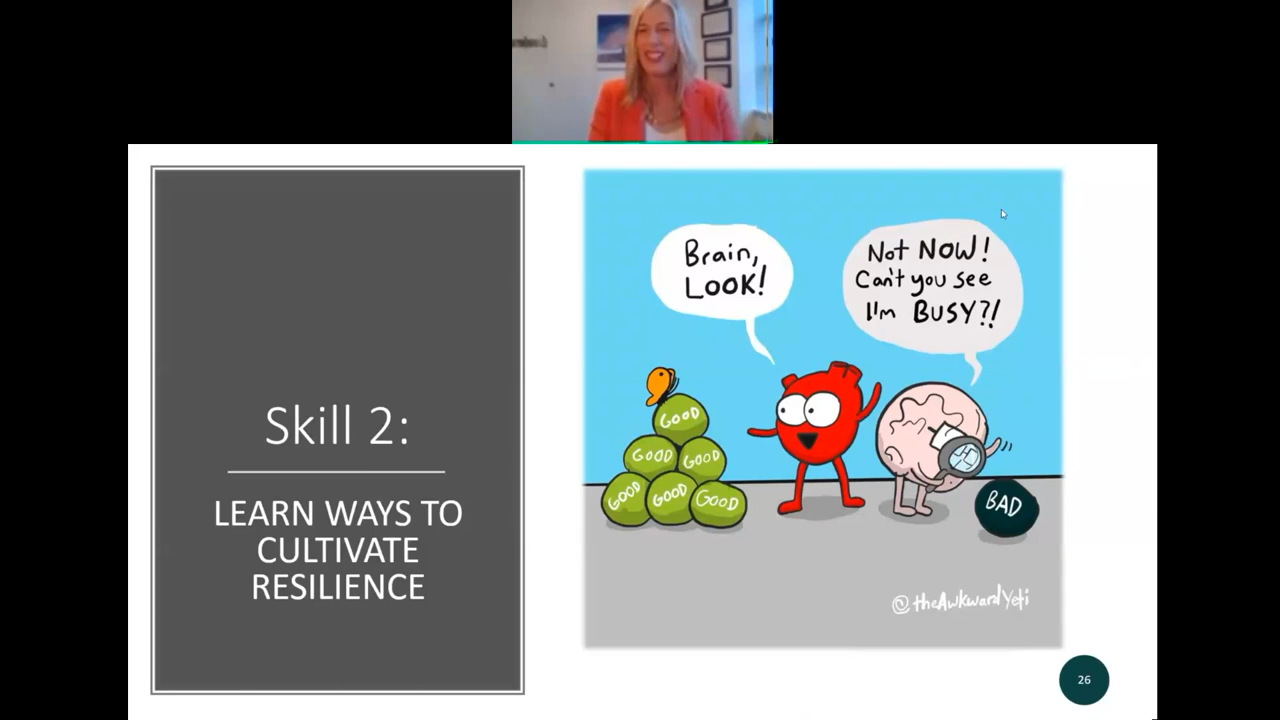 Skill 2:
LEARN WAYS TO
CULTIVATE
RESILIENCE
Brain,
LOOK!
Not NOW!
Can't you see
I'm BUSY?!
GOOD
GOOD
GOOD
GOOD
GOOD
GOOD
BAD
@theAwkwardYeti
26